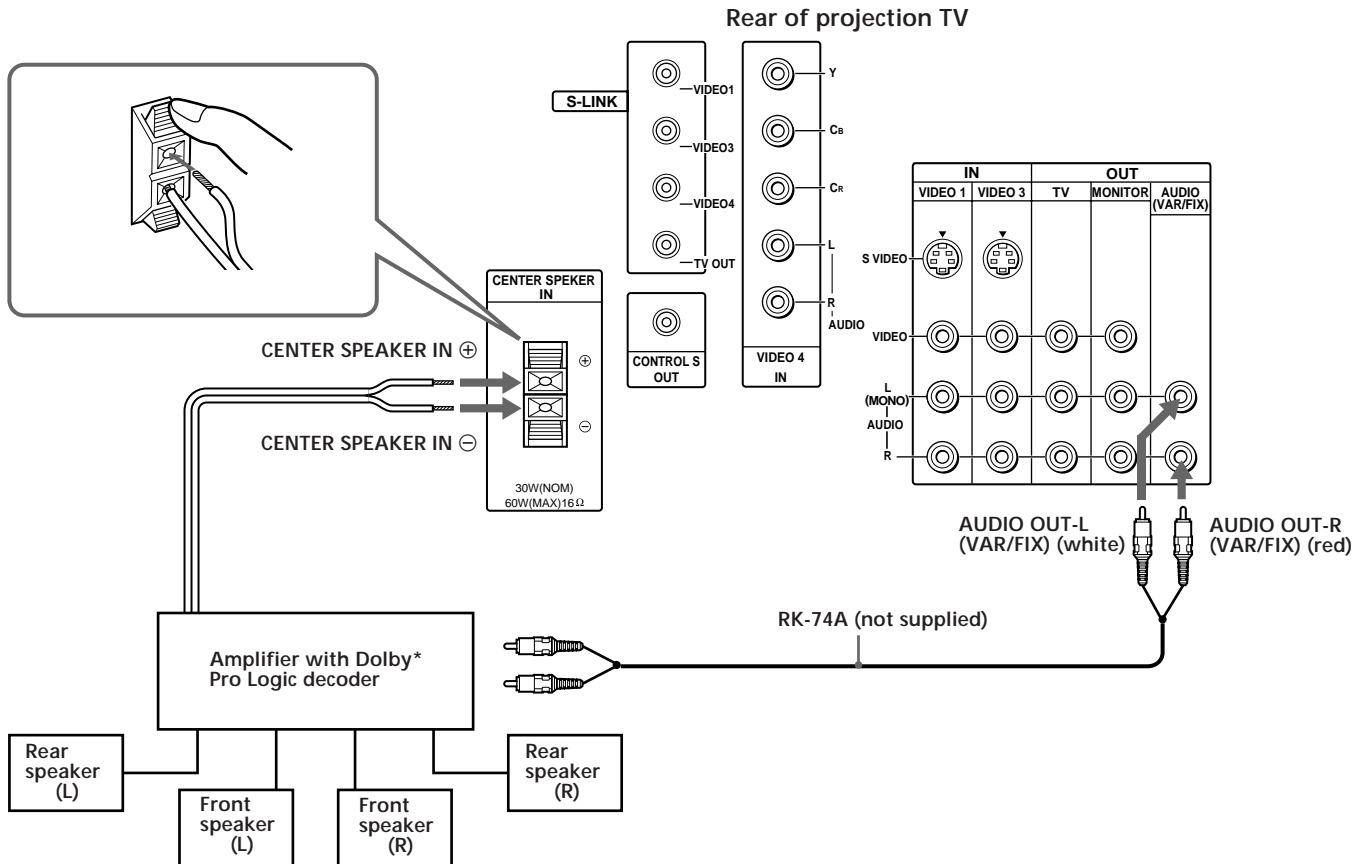 Rear of projection TV
S-LINK
VIDEO1
VIDEO3
VIDEO4
TV OUT
CONTROL S
OUT
Y
CB
CR
L
R
AUDIO
VIDEO 4
IN
IN
OUT
VIDEO 1
VIDEO 3
TV
MONITOR
AUDIO
(VAR/FIX)
S VIDEO
VIDEO
L
(MONO)
AUDIO
R
CENTER SPEKER
IN
+
−
30W(NOM)
60W(MAX)16Ω
CENTER SPEAKER IN ⊕
CENTER SPEAKER IN ⊖
AUDIO OUT-L
(VAR/FIX) (white)
AUDIO OUT-R
(VAR/FIX) (red)
RK-74A (not supplied)
Amplifier with Dolby*
Pro Logic decoder
Rear
speaker
(L)
Front
speaker
(L)
Front
speaker
(R)
Rear
speaker
(R)